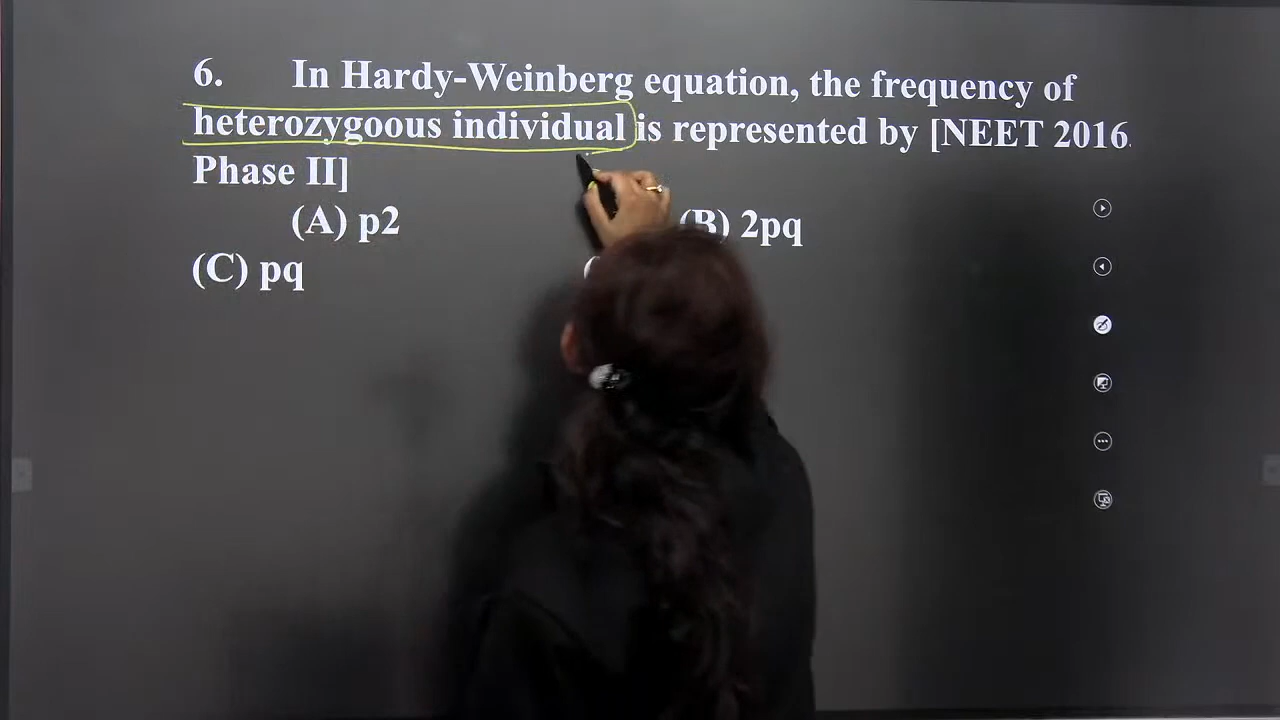 6. In Hardy-Weinberg equation, the frequency of
heterozygoous individual is represented by [NEET 2016
Phase II]
(A) p2 (B) 2pq
(C) pq